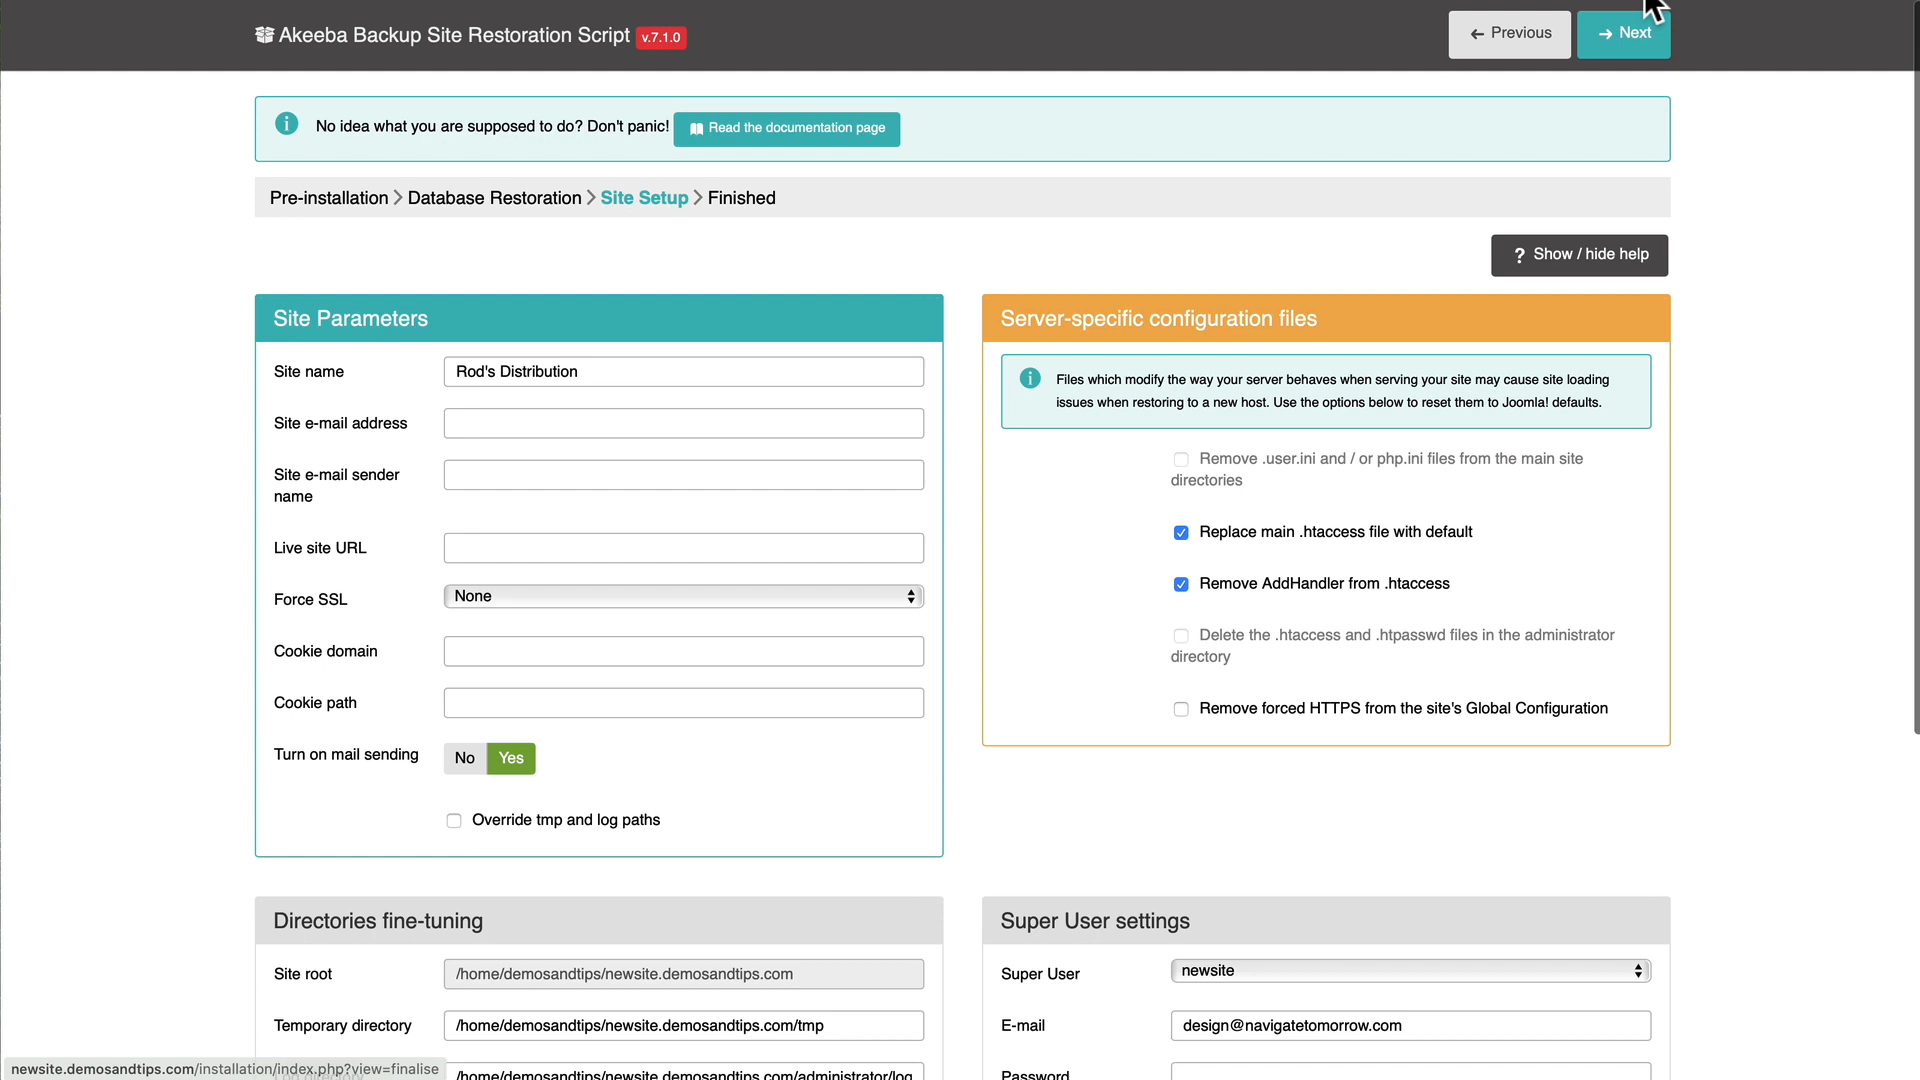 Akeeba Backup Site Restoration Script v.7.1.0
← Previous
→ Next
No idea what you are supposed to do? Don't panic! Read the documentation page
Pre-installation > Database Restoration > Site Setup > Finished
? Show / hide help
Site Parameters
Site name
Rod's Distribution
Site e-mail address
Site e-mail sender
name
Live site URL
Force SSL
None
Cookie domain
Cookie path
Turn on mail sending
No Yes
Override tmp and log paths
Server-specific configuration files
Files which modify the way your server behaves when serving your site may cause site loading
issues when restoring to a new host. Use the options below to reset them to Joomla! defaults.
Remove .user.ini and / or php.ini files from the main site
directories
Replace main .htaccess file with default
Remove AddHandler from .htaccess
Delete the .htaccess and .htpasswd files in the administrator
directory
Remove forced HTTPS from the site's Global Configuration
Directories fine-tuning
Site root
/home/demosandtips/newsite.demosandtips.com
Temporary directory
/home/demosandtips/newsite.demosandtips.com/tmp
/home/demosandtips/newsite.demosandtips.com/administrator/log
Super User settings
Super User
newsite
E-mail
design@navigatetomorrow.com
Password
newsite.demosandtips.com/installation/index.php?view=finalise